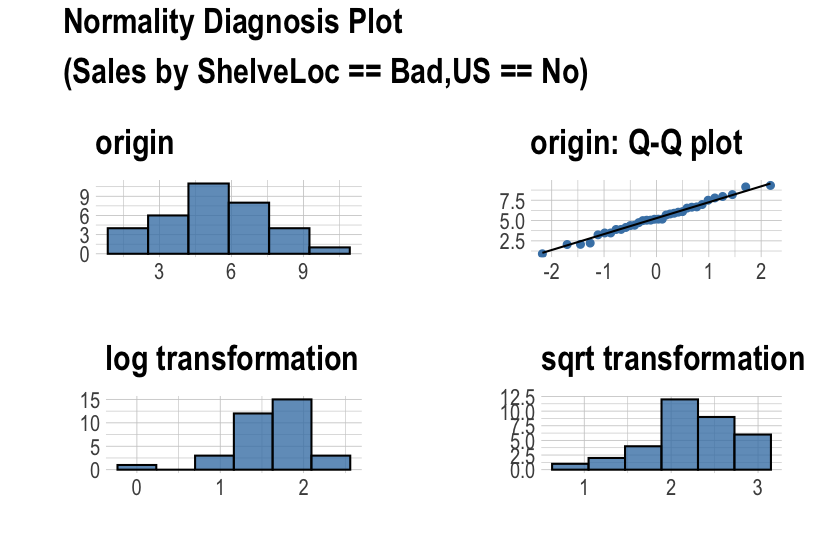 Normality Diagnosis Plot
(Sales by ShelveLoc == Bad,US == No)
origin
9
6
3
0
3 6 9
origin: Q-Q plot
7.5
5.0
2.5
-2 -1 0 1 2
log transformation
15
10
5
0
0 1 2
sqrt transformation
12.5
10.0
7.5
5.0
2.5
0.0
1 2 3